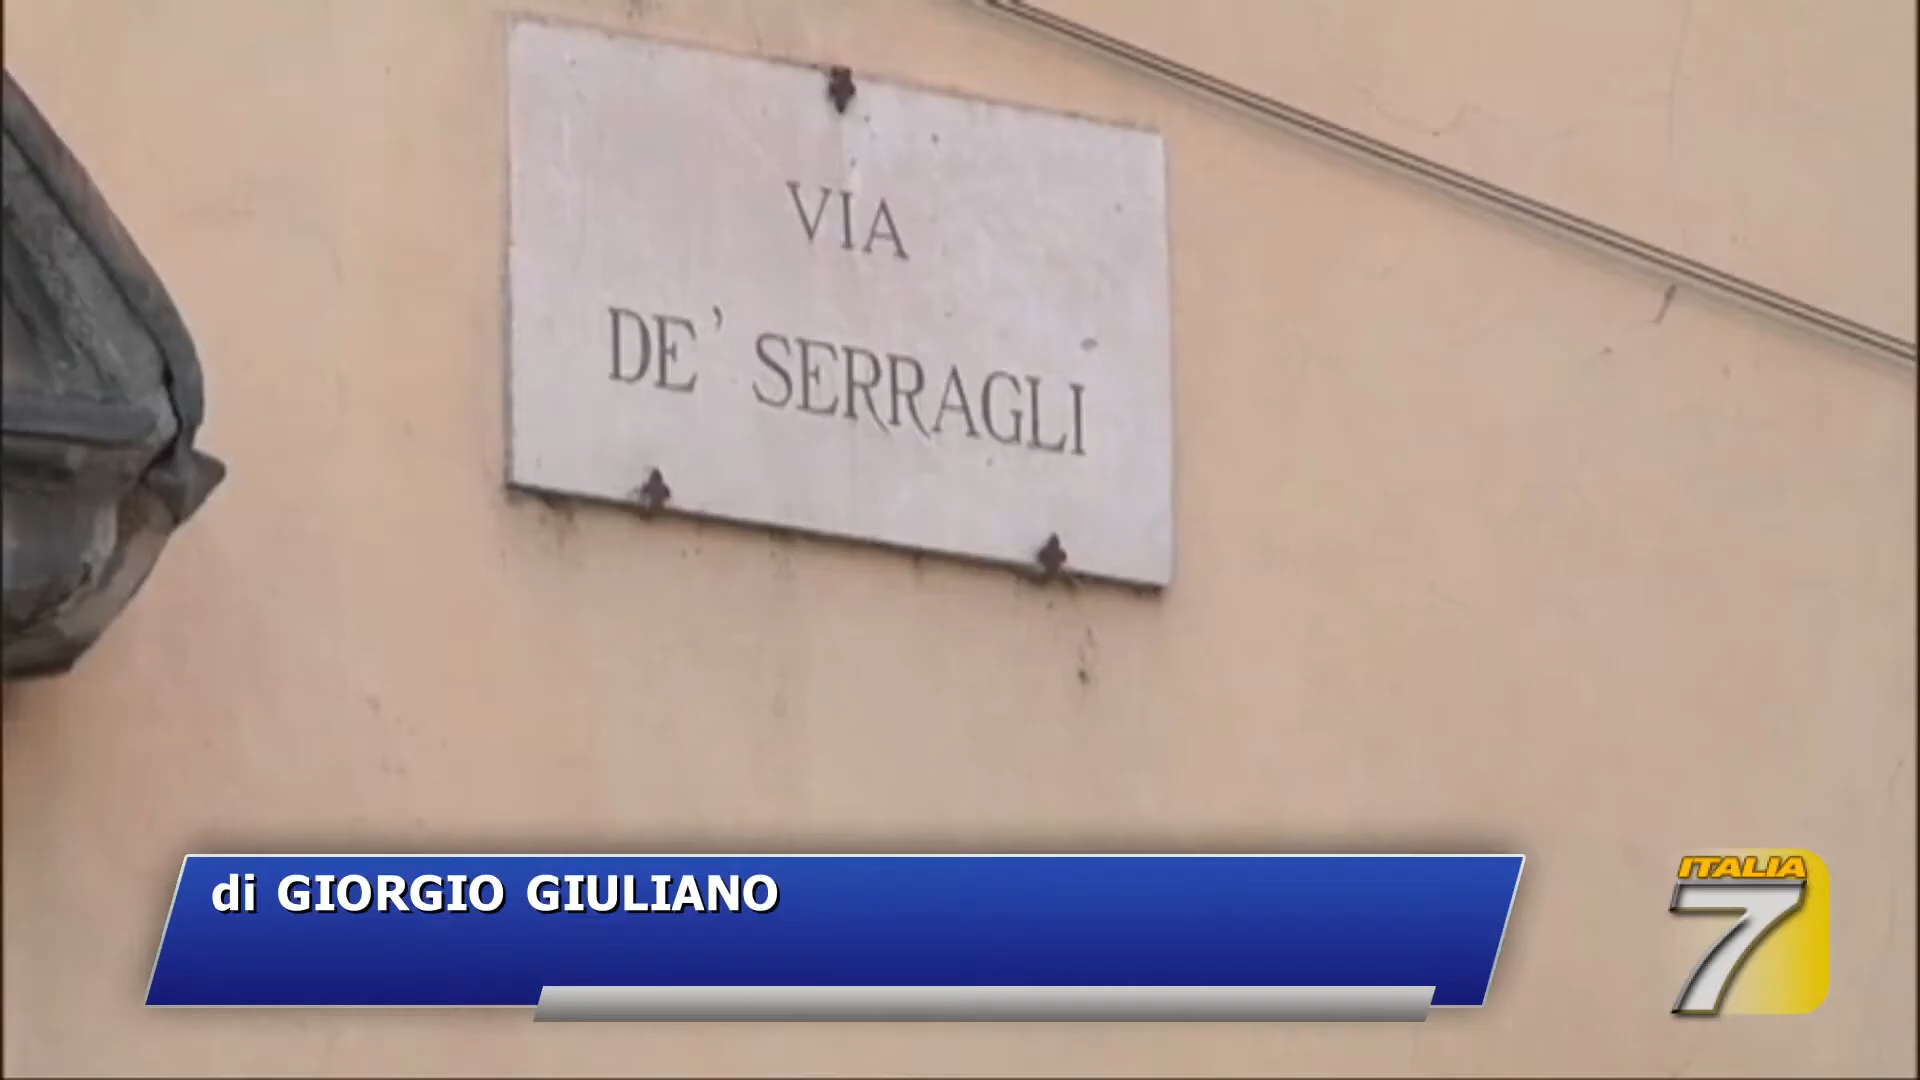 VIA
DE' SERRAGLI
di GIORGIO GIULIANO
ITALIA
7